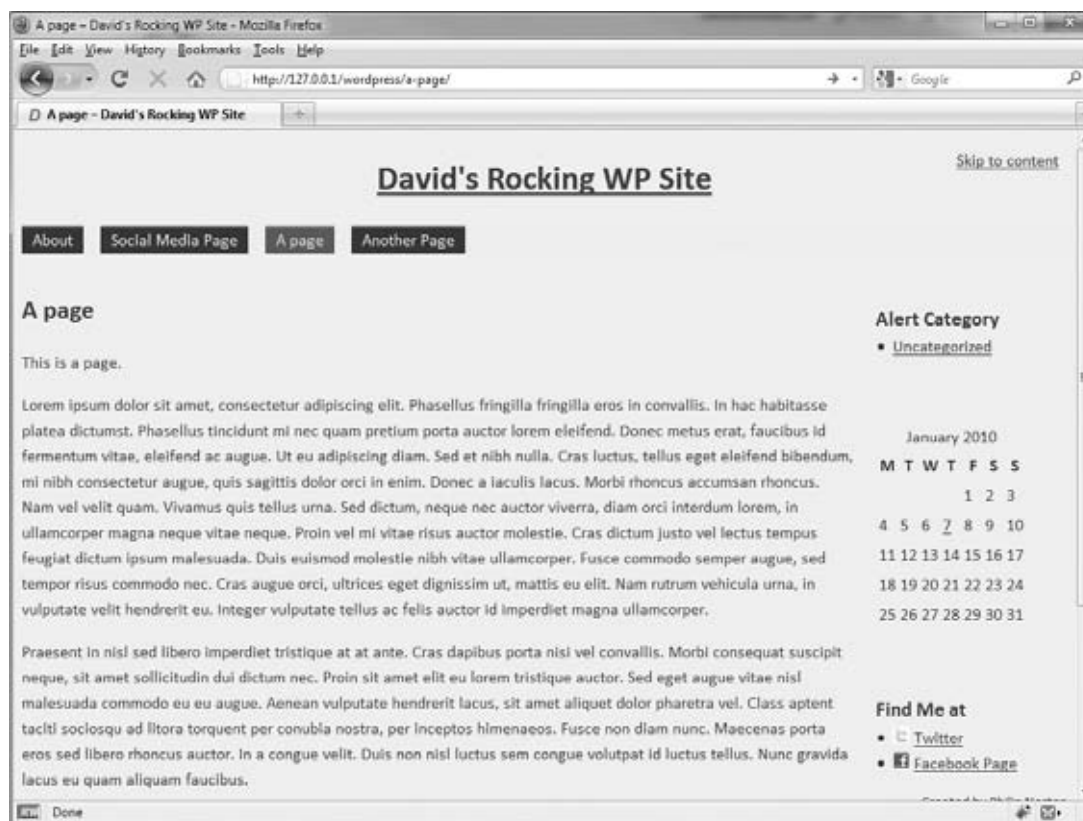 A page – David's Rocking WP Site - Mozilla Firefox
File Edit View History Bookmarks Tools Help
http://127.0.0.1/wordpress/a-page/
Google
A page – David's Rocking WP Site
Skip to content
David's Rocking WP Site
About Social Media Page A page Another Page
A page
This is a page.
Lorem ipsum dolor sit amet, consectetur adipiscing elit. Phasellus fringilla fringilla eros in convallis. In hac habitasse
platea dictumst. Phasellus tincidunt mi nec quam pretium porta auctor lorem eleifend. Donec metus erat, faucibus id
fermentum vitae, eleifend ac augue. Ut eu adipiscing diam. Sed et nibh nulla. Cras luctus, tellus eget eleifend bibendum,
mi nibh consectetur augue, quis sagittis dolor orci in enim. Donec a iaculis lacus. Morbi rhoncus accumsan rhoncus.
Nam vel velit quam. Vivamus quis tellus urna. Sed dictum, neque nec auctor viverra, diam orci interdum lorem, in
ullamcorper magna neque vitae neque. Proin vel mi vitae risus auctor molestie. Cras dictum justo vel lectus tempus
feugiat dictum ipsum malesuada. Duis euismod molestie nibh vitae ullamcorper. Fusce commodo semper augue, sed
tempor risus commodo nec. Cras augue orci, ultrices eget dignissim ut, mattis eu elit. Nam rutrum vehicula urna, in
vulputate velit hendrerit eu. Integer vulputate tellus ac felis auctor id imperdiet magna ullamcorper.
Praesent in nisl sed libero imperdiet tristique at at ante. Cras dapibus porta nisi vel convallis. Morbi consequat suscipit
neque, sit amet sollicitudin dui dictum nec. Proin sit amet elit eu lorem tristique auctor. Sed eget augue vitae nisl
malesuada commodo eu eu augue. Aenean vulputate hendrerit lacus, sit amet aliquet dolor pharetra vel. Class aptent
taciti sociosqu ad litora torquent per conubia nostra, per inceptos himenaeos. Fusce non diam nunc. Maecenas porta
eros sed libero rhoncus auctor. In a congue velit. Duis non nisl luctus sem congue volutpat id luctus tellus. Nunc gravida
lacus eu quam aliquam faucibus.
Alert Category
Uncategorized
January 2010
M T W T F S S
1 2 3
4 5 6 7 8 9 10
11 12 13 14 15 16 17
18 19 20 21 22 23 24
25 26 27 28 29 30 31
Find Me at
Twitter
Facebook Page
Done